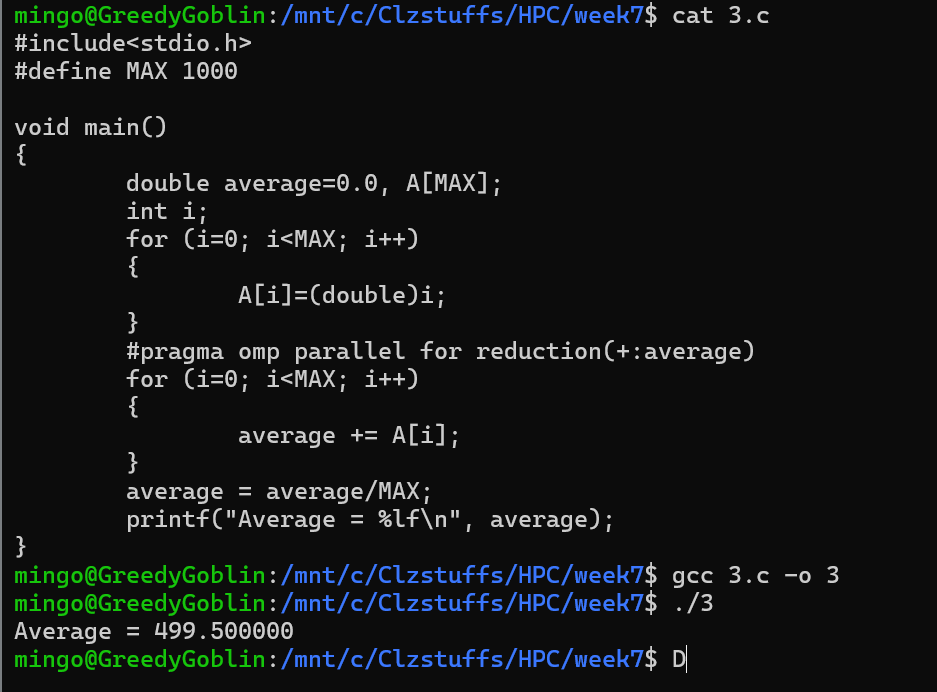 mingo@GreedyGoblin:/mnt/c/Clzstuffs/HPC/week7$ cat 3.c
#include<stdio.h>
#define MAX 1000

void main()
{
        double average=0.0, A[MAX];
        int i;
        for (i=0; i<MAX; i++)
        {
                A[i]=(double)i;
        }
        #pragma omp parallel for reduction(+:average)
        for (i=0; i<MAX; i++)
        {
                average += A[i];
        }
        average = average/MAX;
        printf("Average = %lf\n", average);
}
mingo@GreedyGoblin:/mnt/c/Clzstuffs/HPC/week7$ gcc 3.c -o 3
mingo@GreedyGoblin:/mnt/c/Clzstuffs/HPC/week7$ ./3
Average = 499.500000
mingo@GreedyGoblin:/mnt/c/Clzstuffs/HPC/week7$ D